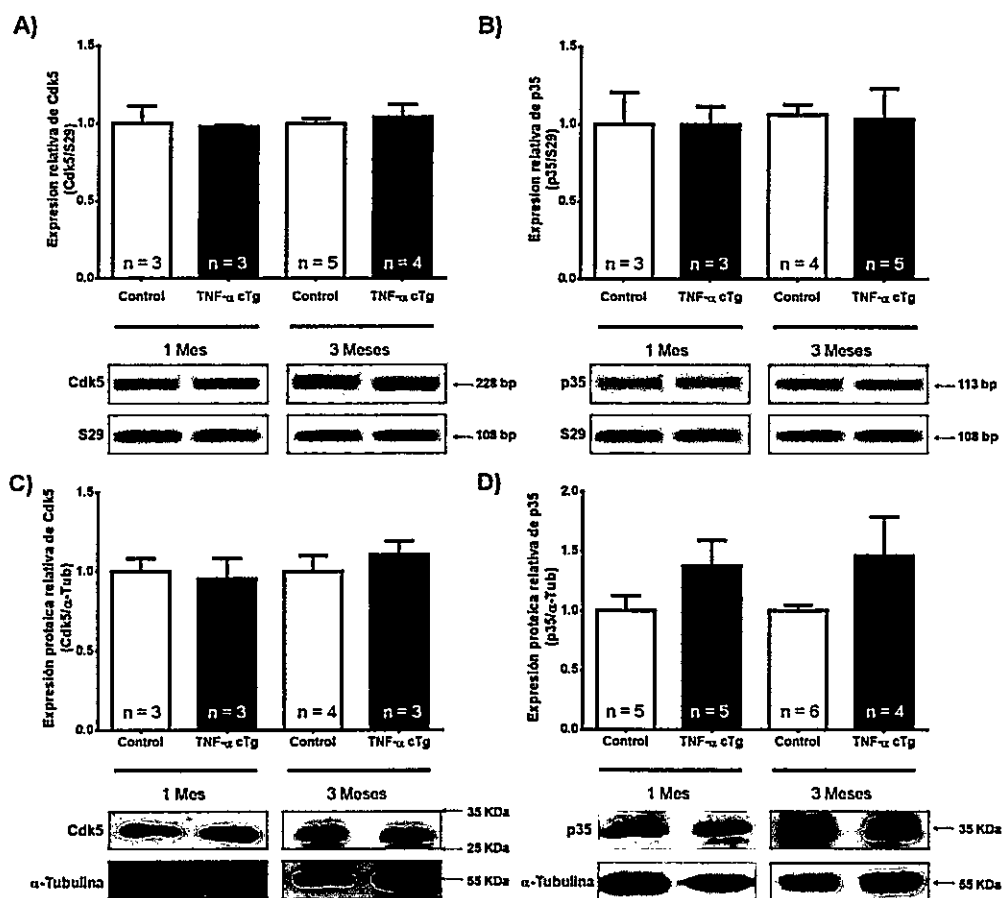 A)
Expresion relativa de Cdk5
(Cdk5/S29)
1.5
1.0
0.5
0.0
n = 3
n = 3
n = 5
n = 4
Control
TNF-α cTg
Control
TNF-α cTg
1 Mes
3 Meses
Cdk5
228 bp
S29
108 bp
B)
Expresion relativa de p35
(p35/S29)
1.5
1.0
0.5
0.0
n = 3
n = 3
n = 4
n = 5
Control
TNF-α cTg
Control
TNF-α cTg
1 Mes
3 Meses
p35
113 bp
S29
108 bp
C)
Expresión proteica relativa de Cdk5
(Cdk5/α-Tub)
1.5
1.0
0.5
0.0
n = 3
n = 3
n = 4
n = 3
Control
TNF-α cTg
Control
TNF-α cTg
1 Mes
3 Meses
35 KDa
Cdk5
25 KDa
α-Tubulina
55 KDa
D)
Expresión proteica relativa de p35
(p35/α-Tub)
2.0
1.5
1.0
0.5
0.0
n = 5
n = 5
n = 6
n = 4
Control
TNF-α cTg
Control
TNF-α cTg
1 Mes
3 Meses
p35
35 KDa
α-Tubulina
55 KDa